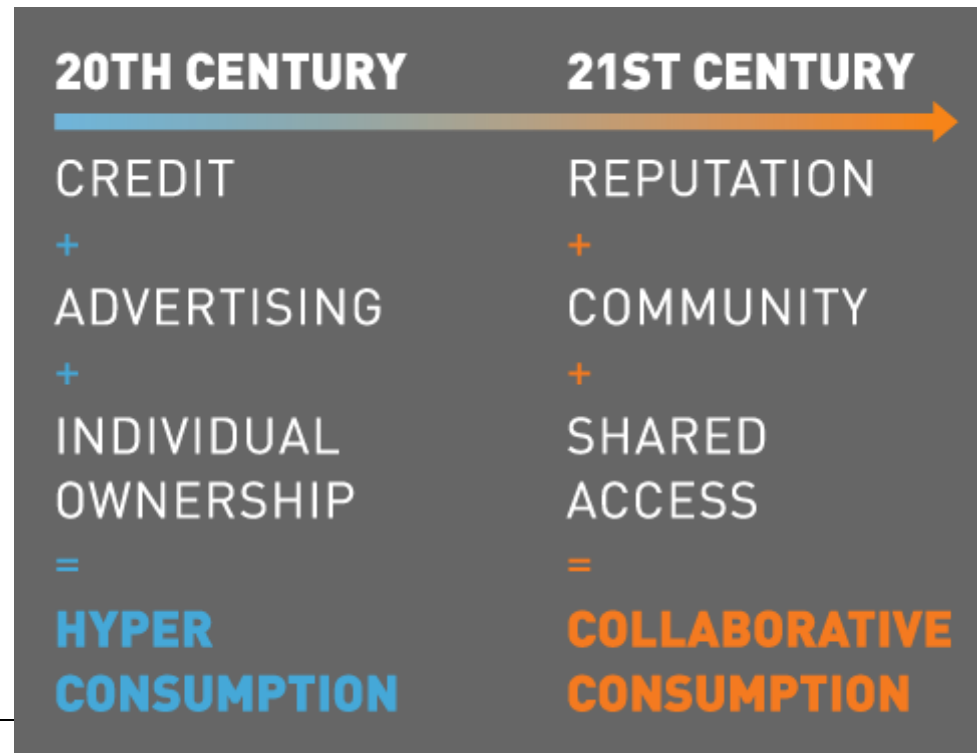 20TH CENTURY
CREDIT
+
ADVERTISING
+
INDIVIDUAL
OWNERSHIP
=
HYPER
CONSUMPTION
21ST CENTURY
REPUTATION
+
COMMUNITY
+
SHARED
ACCESS
=
COLLABORATIVE
CONSUMPTION